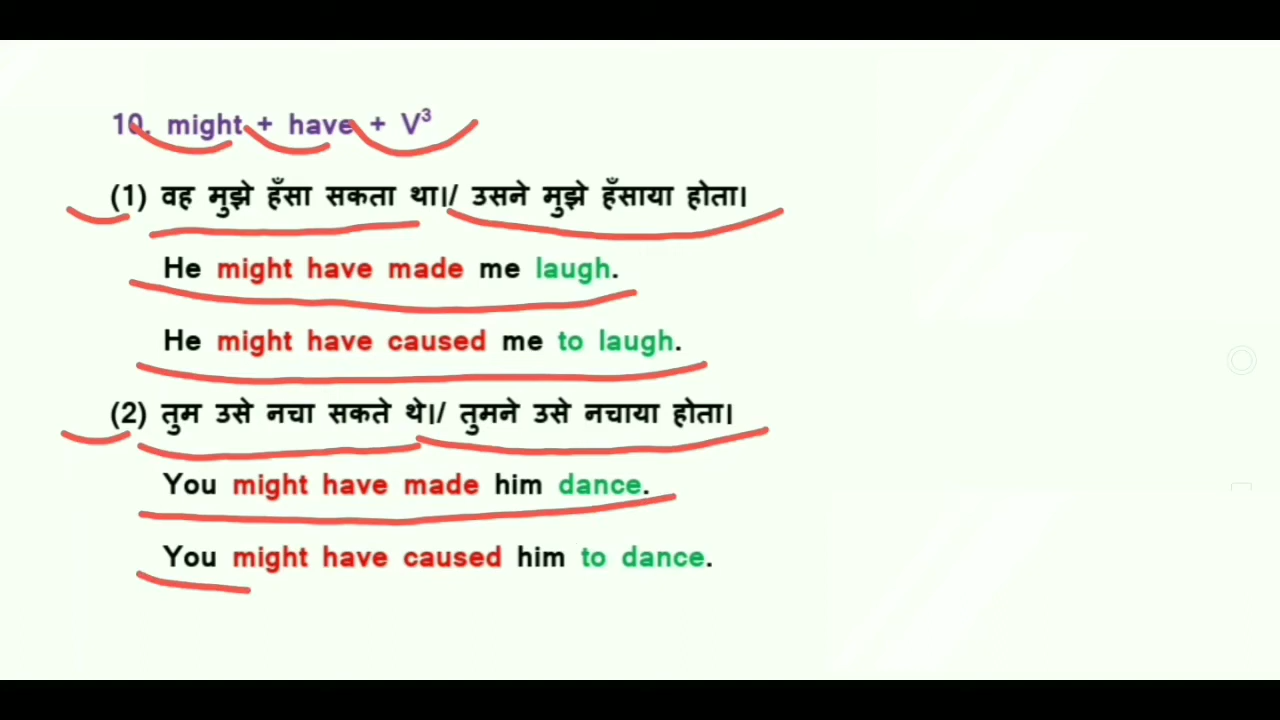 10. might + have + V³
(1) वह मुझे हँसा सकता था।/ उसने मुझे हँसाया होता।
He might have made me laugh.
He might have caused me to laugh.
(2) तुम उसे नचा सकते थे।/ तुमने उसे नचाया होता।
You might have made him dance.
You might have caused him to dance.